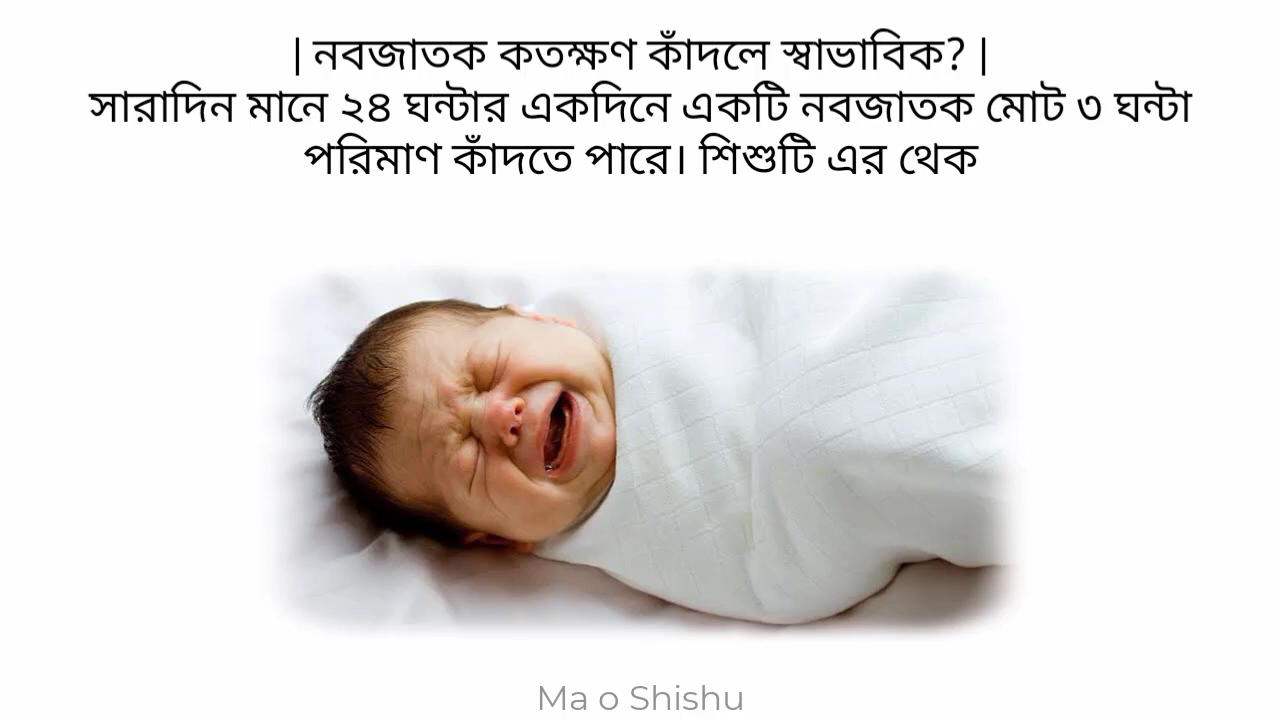 | নবজাতক কতক্ষণ কাঁদলে স্বাভাবিক? |
সারাদিন মানে ২৪ ঘন্টার একদিনে একটি নবজাতক মোট ৩ ঘন্টা
পরিমাণ কাঁদতে পারে। শিশুটি এর থেক
Ma o Shishu